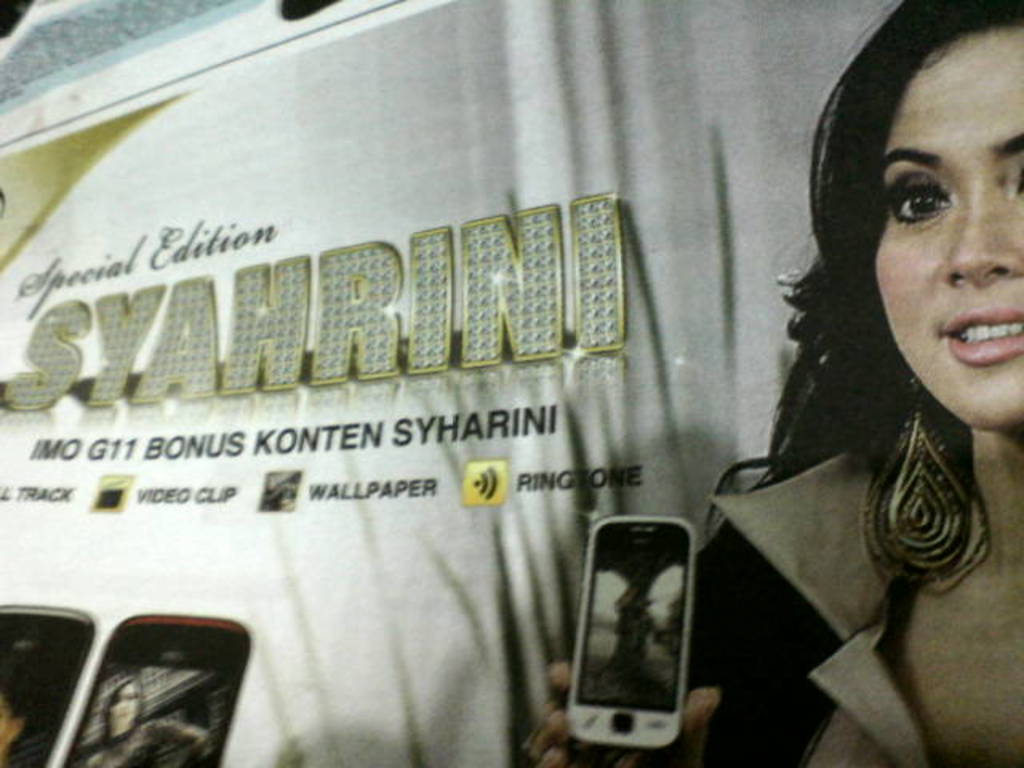 Special Edition
SYAHRINI
IMO G11 BONUS KONTEN SYHARINI
L TRACK VIDEO CLIP WALLPAPER RINGTONE